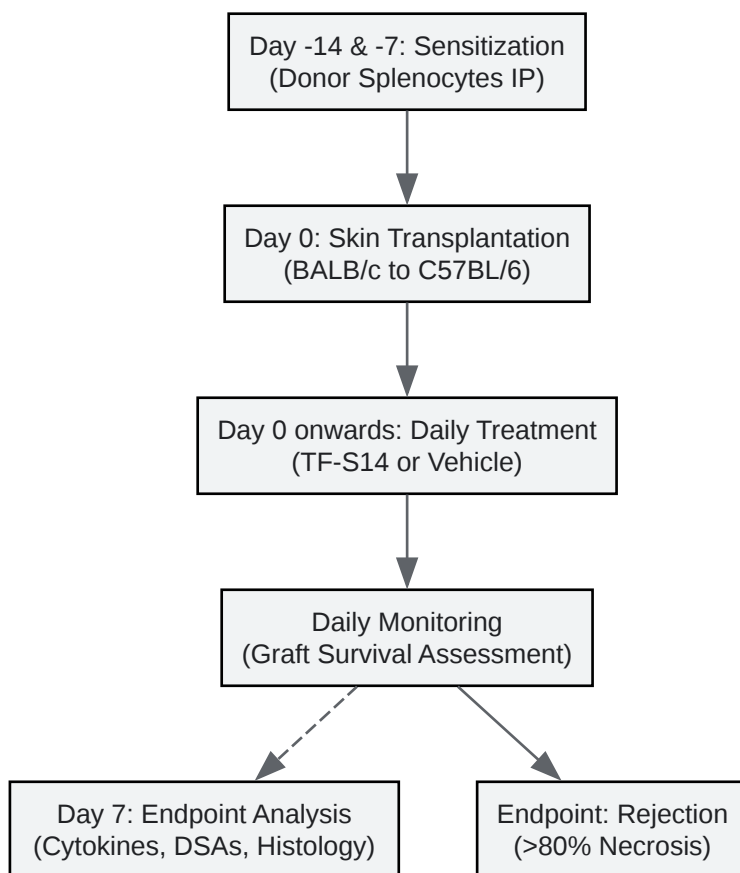 Day -14 & -7: Sensitization
(Donor Splenocytes IP)
Day 0: Skin Transplantation
(BALB/c to C57BL/6)
Day 0 onwards: Daily Treatment
(TF-S14 or Vehicle)
Daily Monitoring
(Graft Survival Assessment)
Day 7: Endpoint Analysis
(Cytokines, DSAs, Histology)
Endpoint: Rejection
(>80% Necrosis)